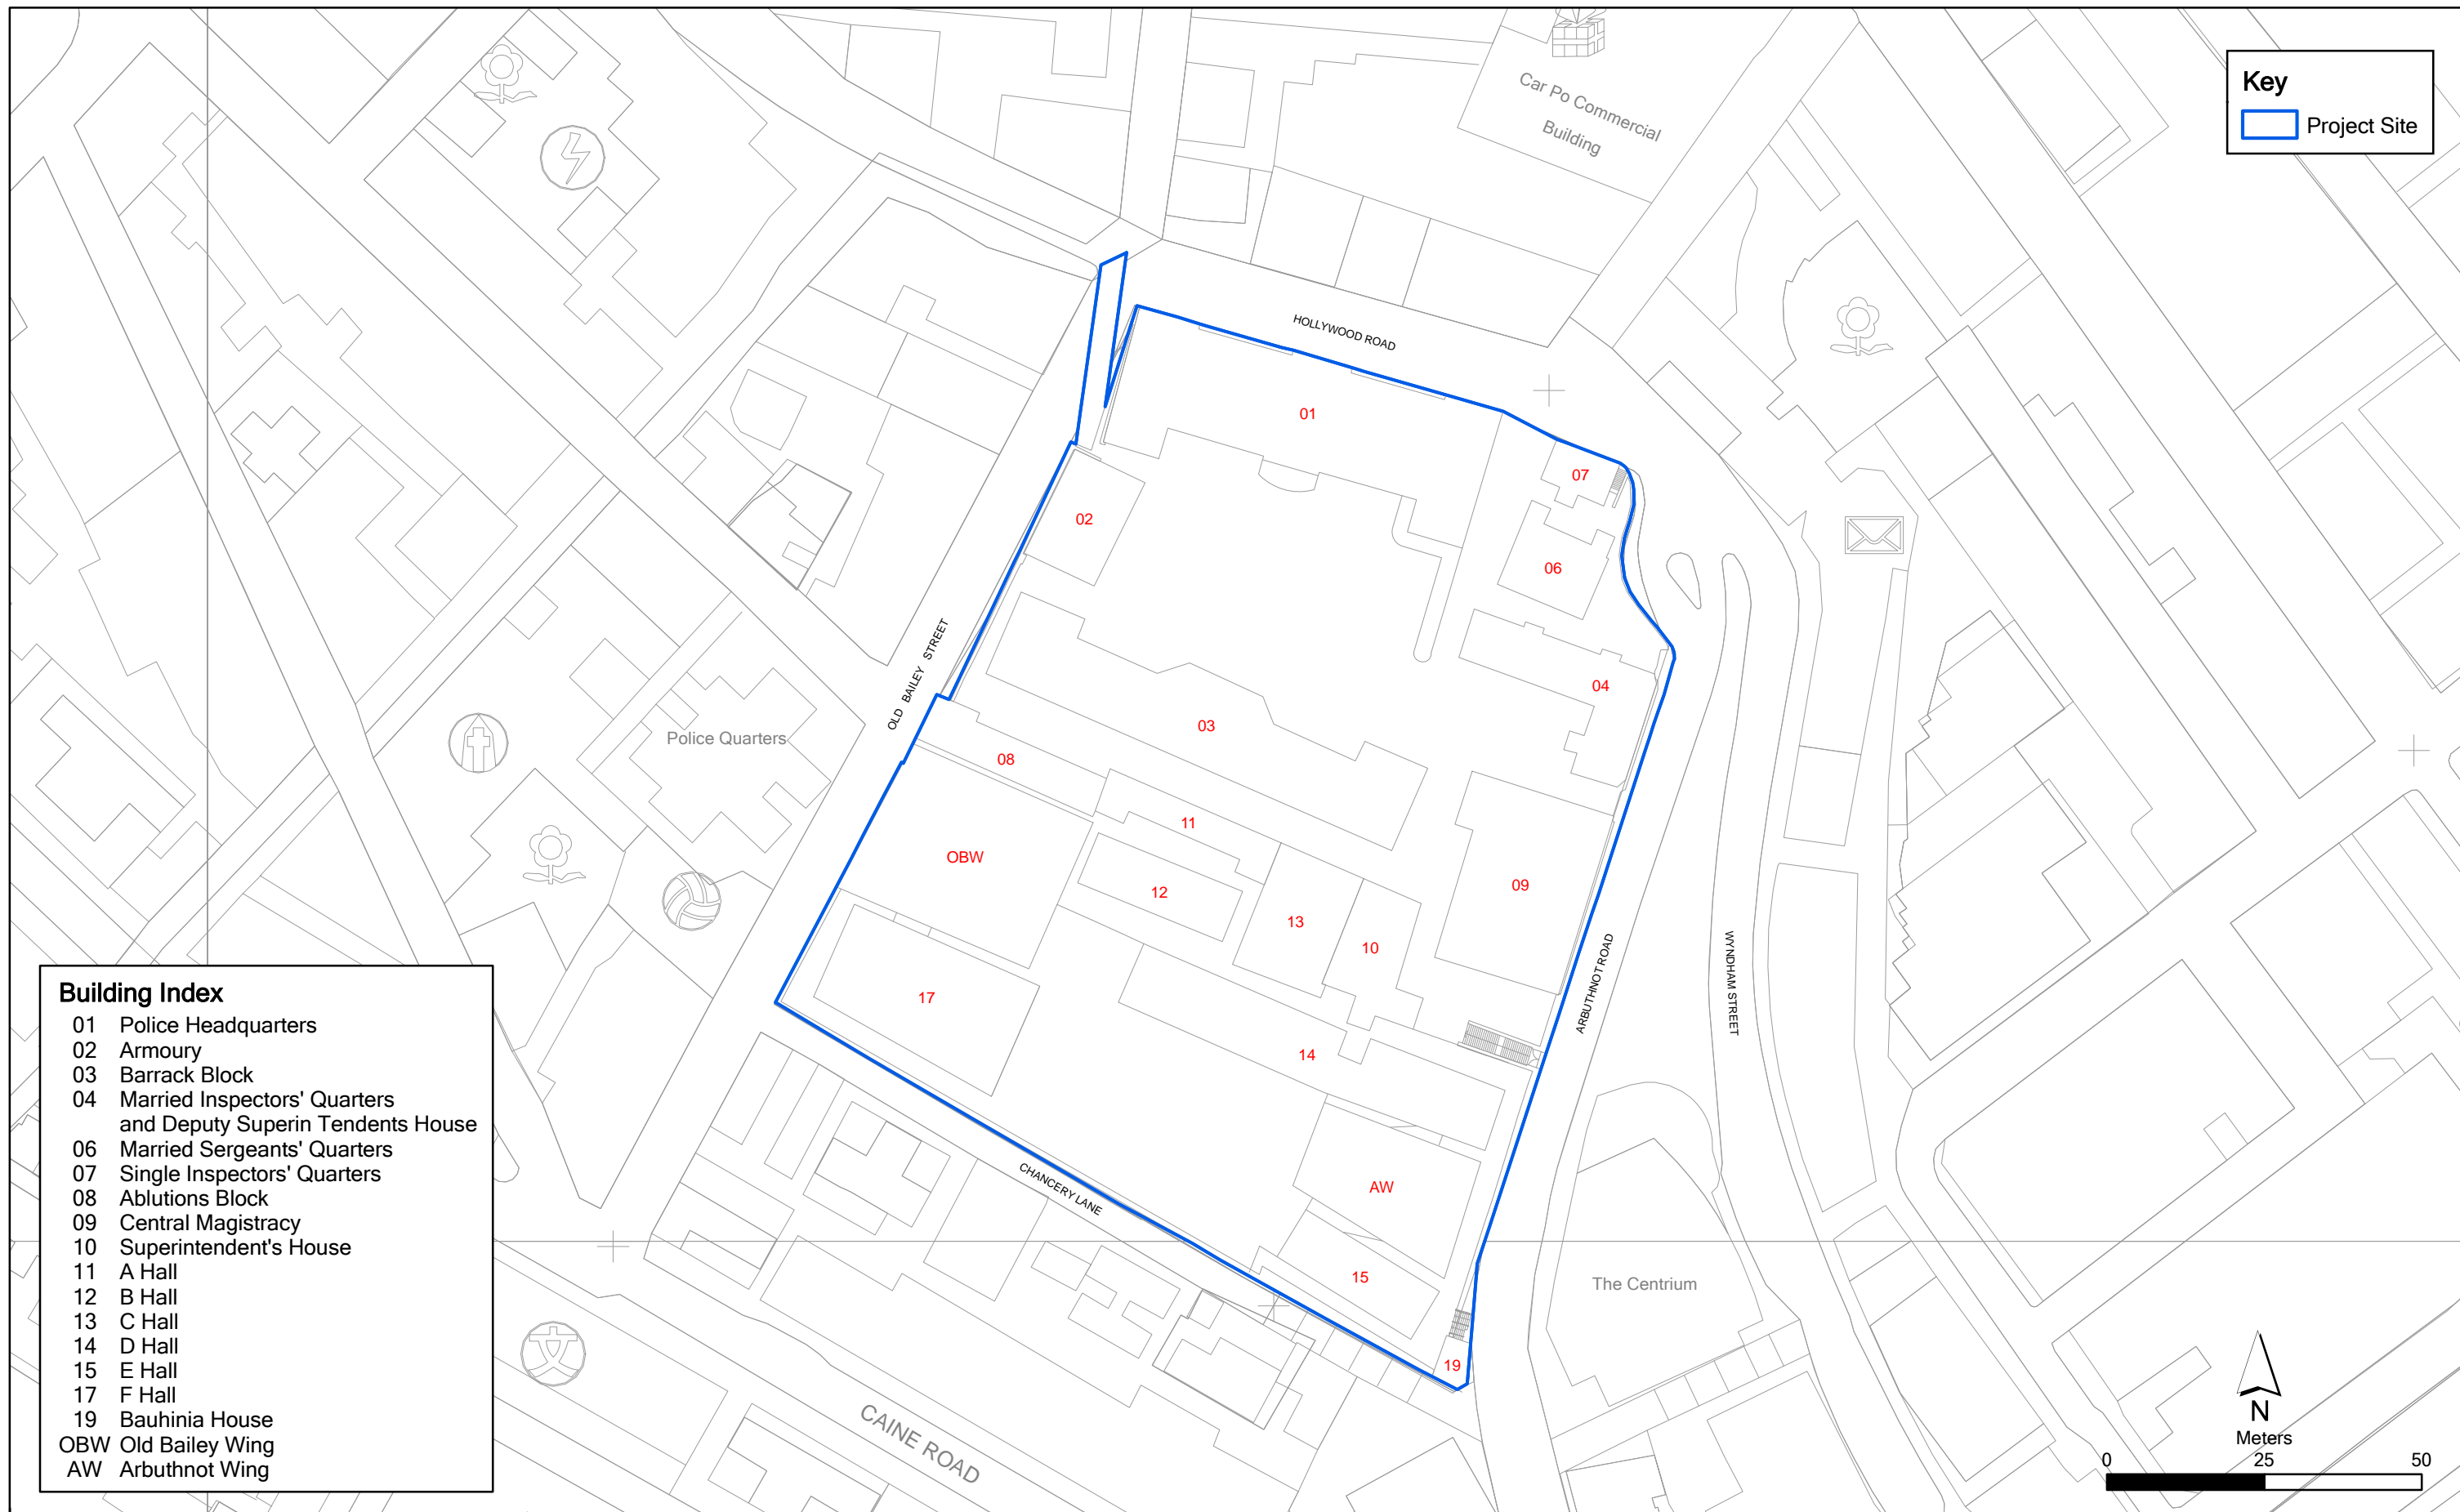 Key
Project Site
Car Po Commercial
Building
HOLLYWOOD ROAD
01
07
02
06
OLD BAILEY STREET
04
03
Police Quarters
08
11
OBW
12
09
13
10
ARBUTHNOT ROAD
WYNDHAM STREET
17
14
CHANCERY LANE
AW
15
The Centrium
19
CAINE ROAD
Building Index
01 Police Headquarters
02 Armoury
03 Barrack Block
04 Married Inspectors' Quarters
and Deputy Superin Tendents House
06 Married Sergeants' Quarters
07 Single Inspectors' Quarters
08 Ablutions Block
09 Central Magistracy
10 Superintendent's House
11 A Hall
12 B Hall
13 C Hall
14 D Hall
15 E Hall
17 F Hall
19 Bauhinia House
OBW Old Bailey Wing
AW Arbuthnot Wing
N
Meters
0 25 50